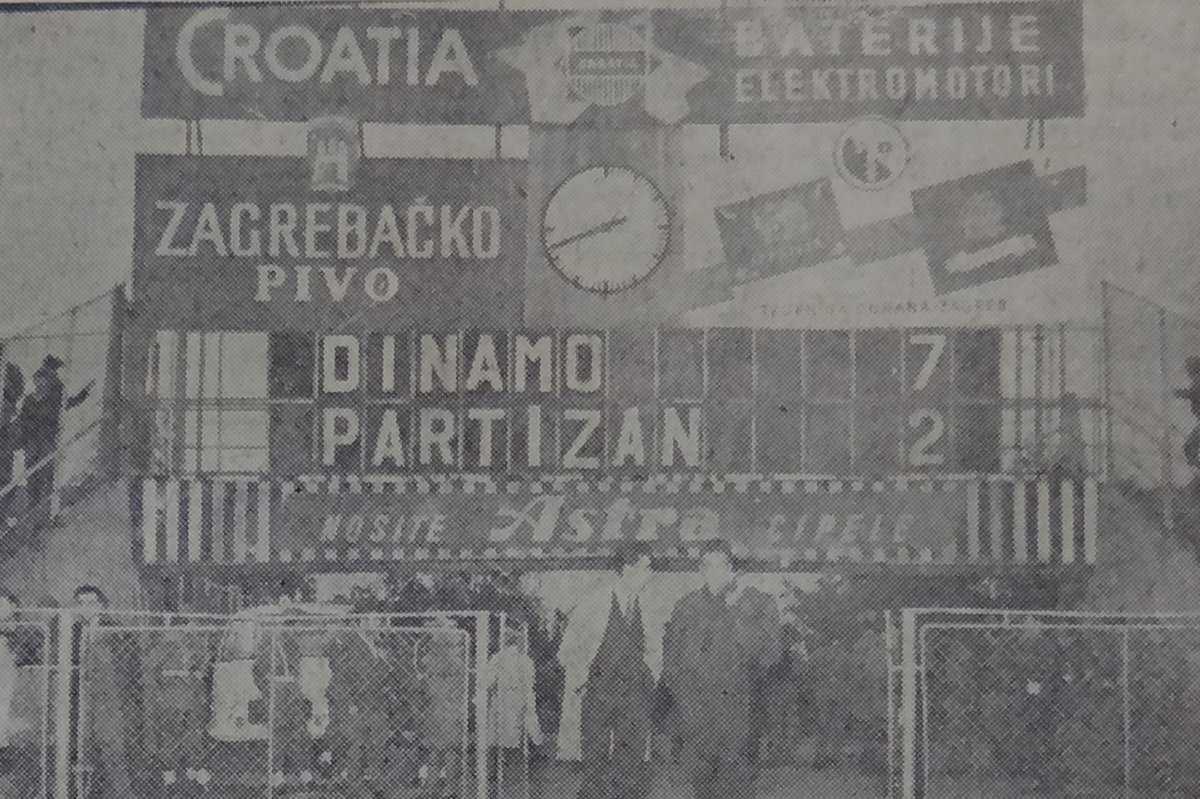 CROATIA
BATERIJE
ELEKTROMOTORI
ZAGREBAČKO
PIVO
DINAMO 7
PARTIZAN 2
NOSITE Astra CIPELE